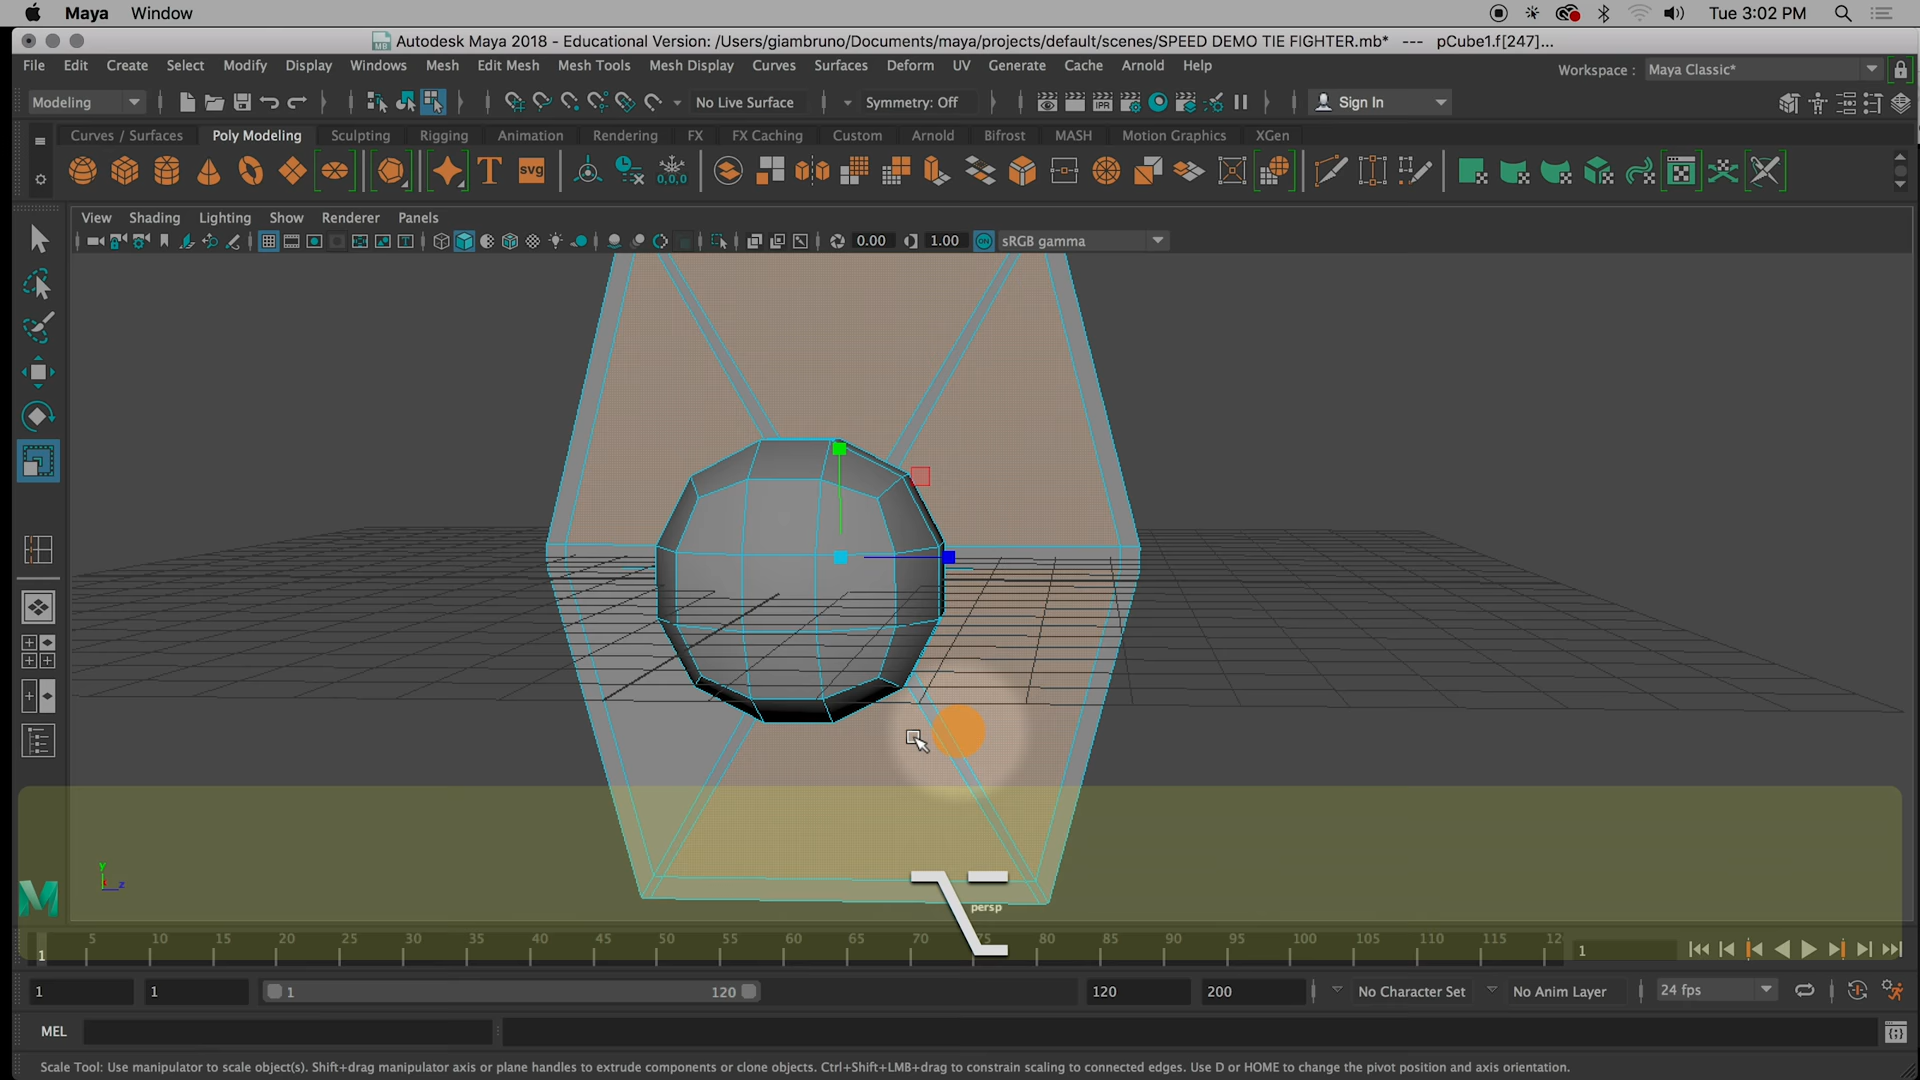 Maya Window Tue 3:02 PM
Autodesk Maya 2018 - Educational Version: /Users/giambruno/Documents/maya/projects/default/scenes/SPEED DEMO TIE FIGHTER.mb* --- pCube1.f[247]...
File Edit Create Select Modify Display Windows Mesh Edit Mesh Mesh Tools Mesh Display Curves Surfaces Deform UV Generate Cache Arnold Help Workspace : Maya Classic*
Modeling No Live Surface Symmetry: Off IPR Sign In
Curves / Surfaces Poly Modeling Sculpting Rigging Animation Rendering FX FX Caching Custom Arnold Bifrost MASH Motion Graphics XGen
T SVG 0,0,0
View Shading Lighting Show Renderer Panels
0.00 1.00 ON sRGB gamma
Y
Z
M
persp
1 5 10 15 20 25 30 35 40 45 50 55 60 65 70 75 80 85 90 95 100 105 110 115 12 1
1 1 1 120 120 200 No Character Set No Anim Layer 24 fps
MEL
Scale Tool: Use manipulator to scale object(s). Shift+drag manipulator axis or plane handles to extrude components or clone objects. Ctrl+Shift+LMB+drag to constrain scaling to connected edges. Use D or HOME to change the pivot position and axis orientation.